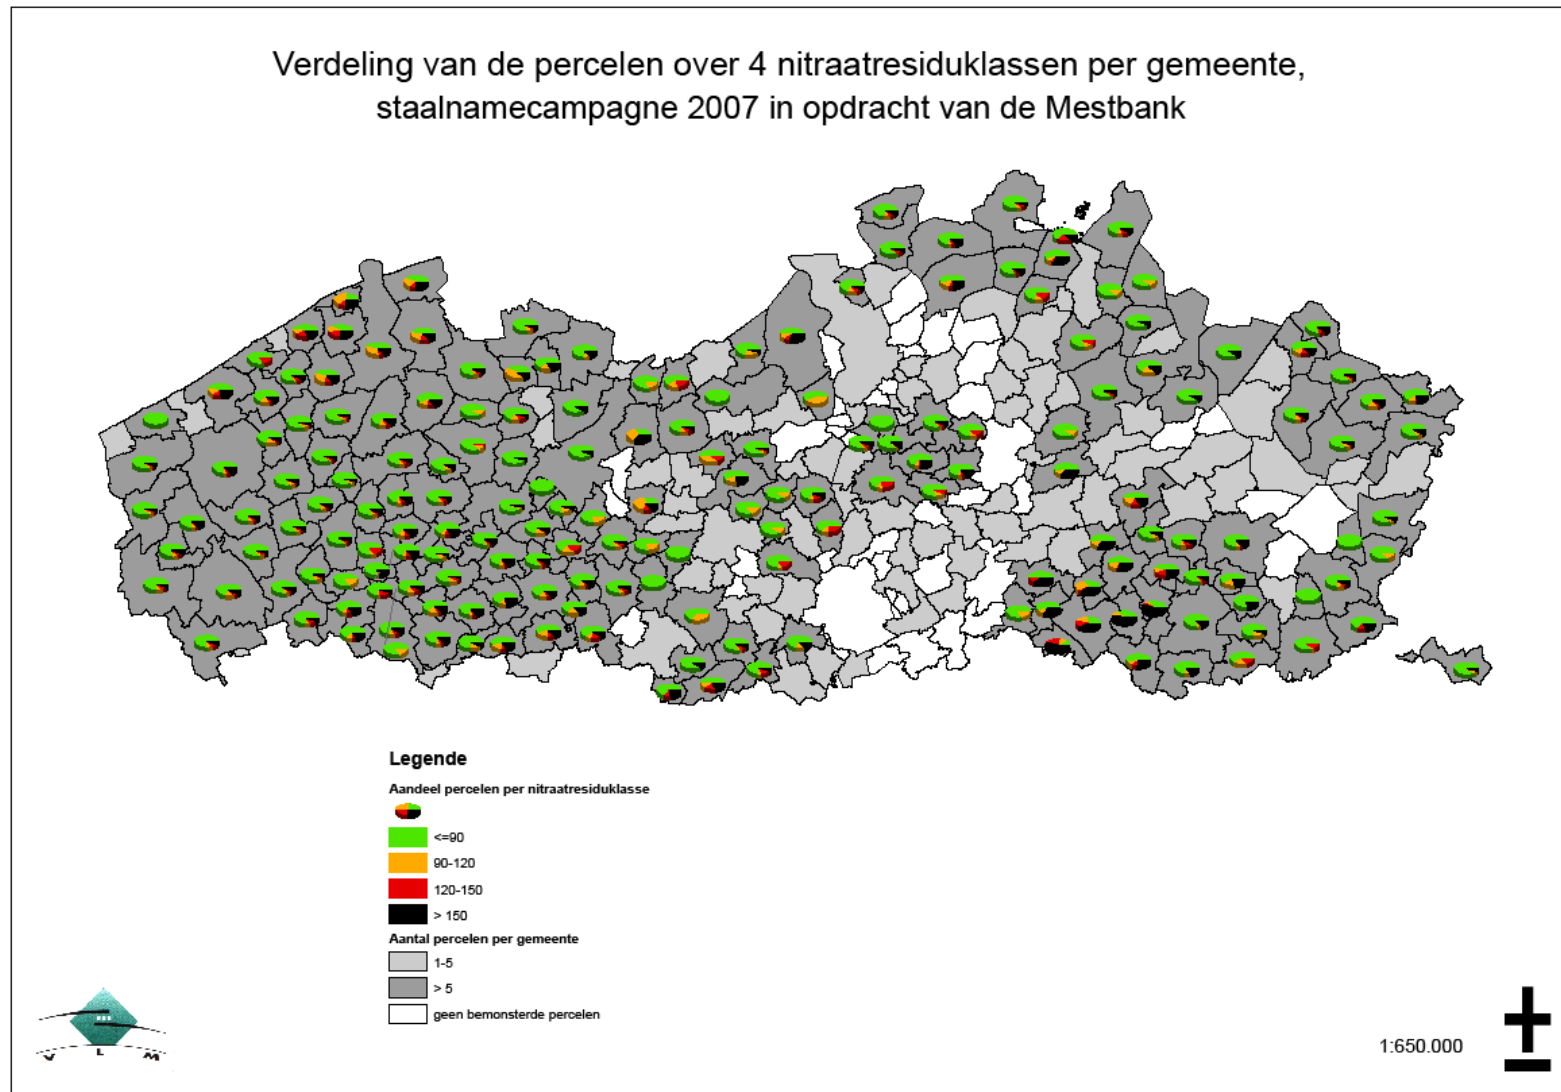 Verdeling van de percelen over 4 nitraatresiduklassen per gemeente,
staalnamecampagne 2007 in opdracht van de Mestbank
Legende
Aandeel percelen per nitraatresiduklasse
<=90
90-120
120-150
> 150
Aantal percelen per gemeente
1-5
> 5
geen bemonsterde percelen
V L M
1:650.000